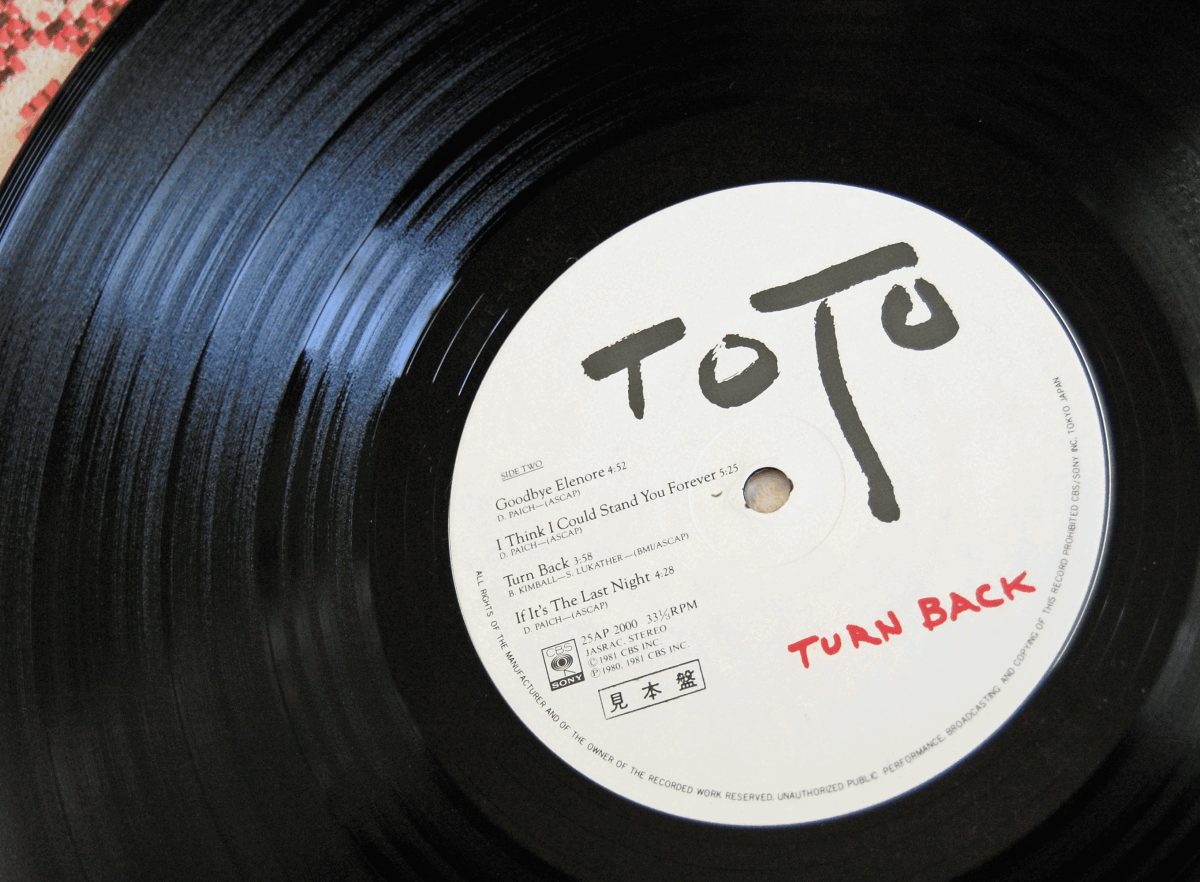 TOTO
SIDE TWO
Goodbye Elenore 4:52
D. PAICH—(ASCAP)
I Think I Could Stand You Forever 5:25
D. PAICH—(ASCAP)
Turn Back 3:58
B. KIMBALL—S. LUKATHER—(BMI/ASCAP)
If It's The Last Night 4:28
D. PAICH—(ASCAP)
CBS
SONY
25AP 2000 33⅓RPM
JASRAC. STEREO
©1981 CBS INC.
℗1980, 1981 CBS INC.
見本盤
TURN BACK
ALL RIGHTS OF THE MANUFACTURER AND OF THE OWNER OF THE RECORDED WORK RESERVED. UNAUTHORIZED PUBLIC PERFORMANCE. BROADCASTING AND COPYING OF THIS RECORD PROHIBITED CBS/SONY INC. TOKYO JAPAN